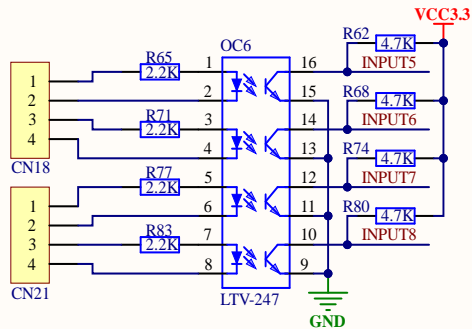 VCC3.3
R62
4.7K
INPUT5
R65
2.2K
OC6
1
16
2
15
R68
4.7K
INPUT6
R71
2.2K
3
14
4
13
1
2
3
4
CN18
R74
4.7K
INPUT7
R77
2.2K
5
12
6
11
R80
4.7K
INPUT8
R83
2.2K
7
10
8
9
1
2
3
4
CN21
LTV-247
GND